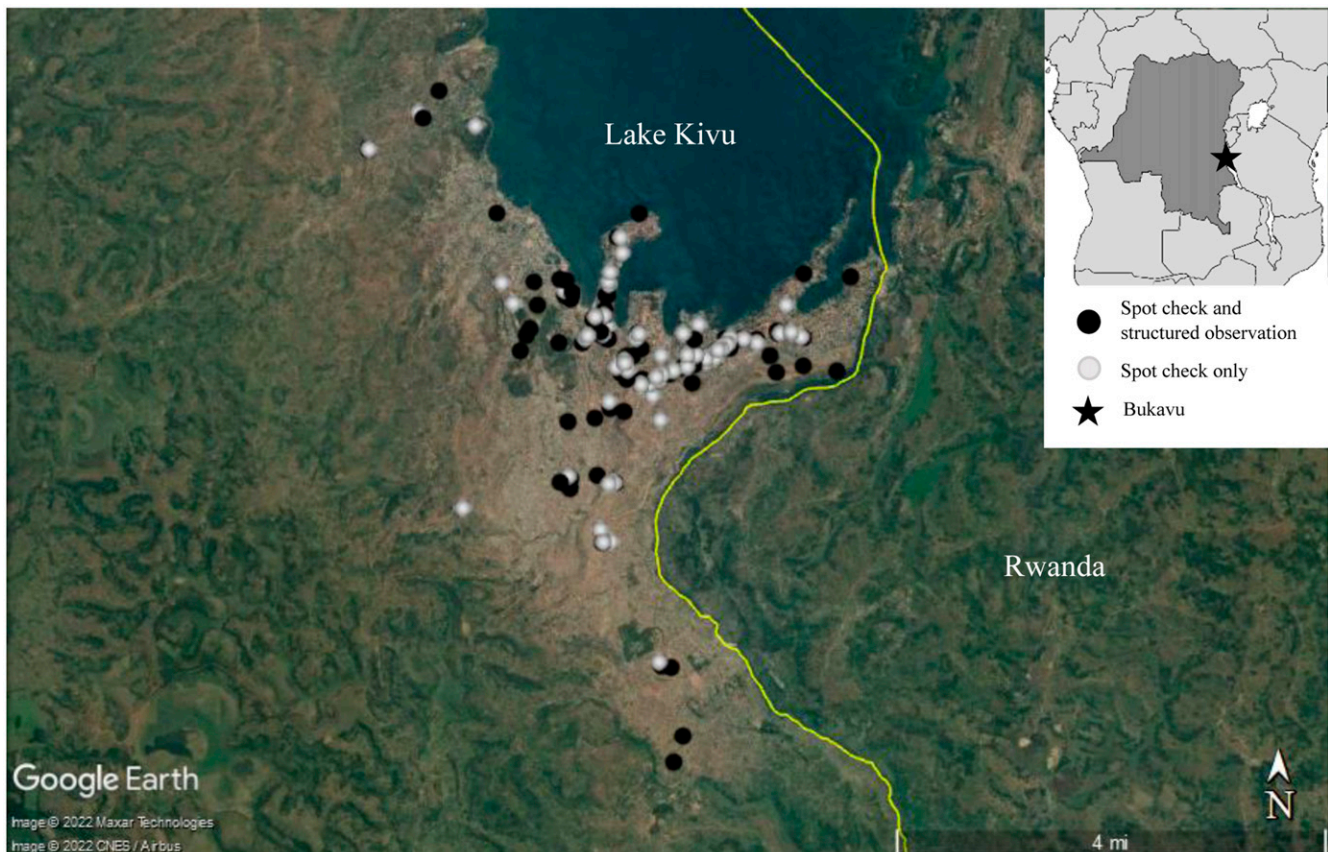 Lake Kivu
Spot check and
structured observation
Spot check only
Bukavu
Rwanda
Google Earth
Image © 2022 Maxar Technologies
Image © 2022 CNES / Airbus
N
4 mi